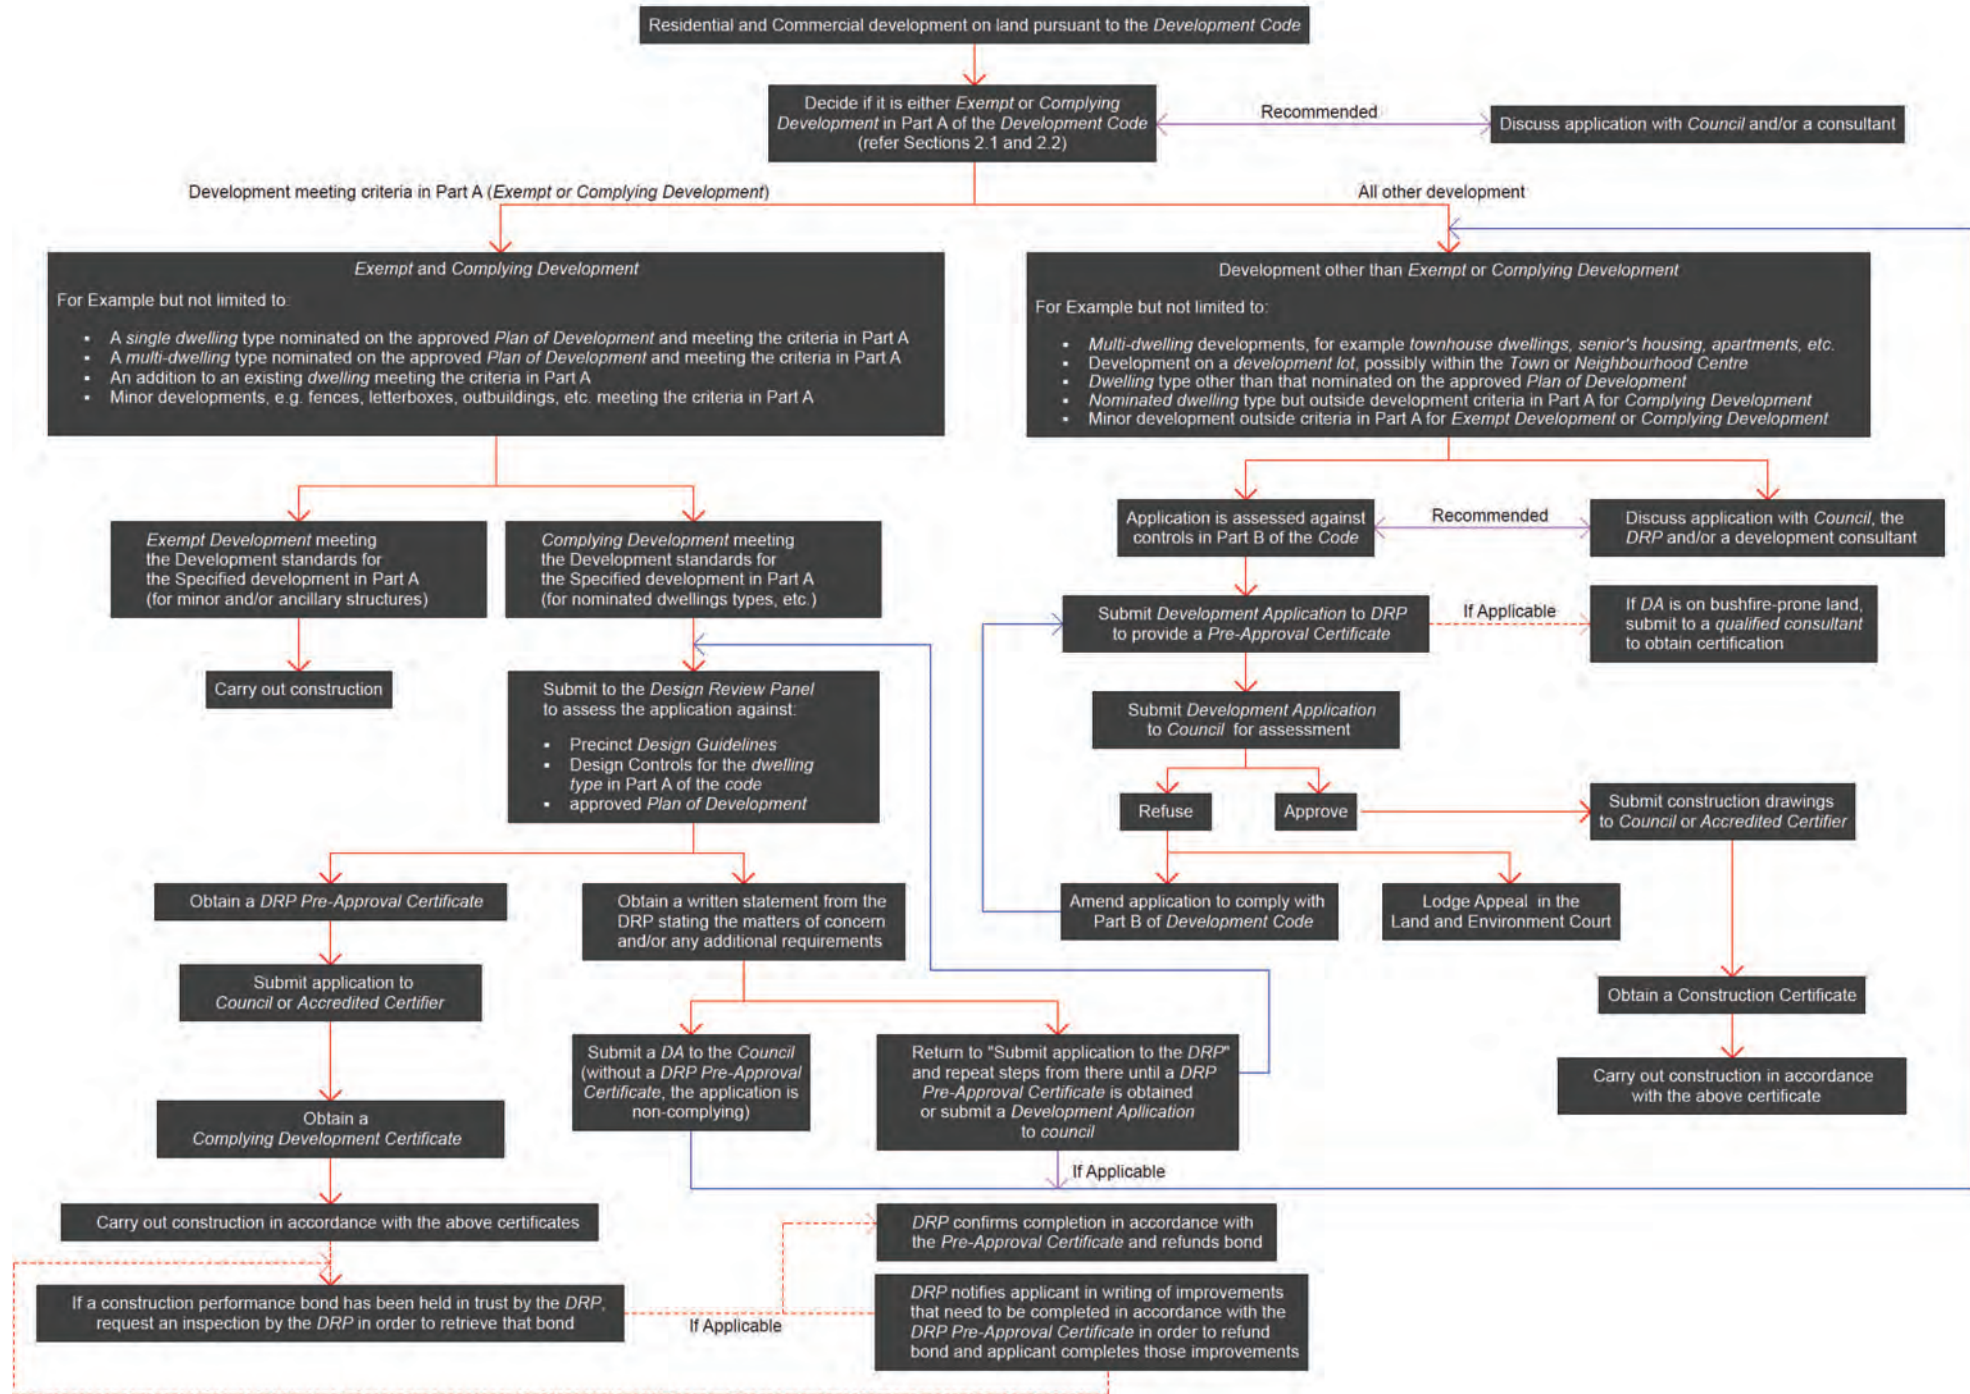 Residential and Commercial development on land pursuant to the Development Code
Decide if it is either Exempt or Complying
Development in Part A of the Development Code
(refer Sections 2.1 and 2.2)
Recommended
Discuss application with Council and/or a consultant
Development meeting criteria in Part A (Exempt or Complying Development)
All other development
Exempt and Complying Development
For Example but not limited to:
▪ A single dwelling type nominated on the approved Plan of Development and meeting the criteria in Part A
▪ A multi-dwelling type nominated on the approved Plan of Development and meeting the criteria in Part A
▪ An addition to an existing dwelling meeting the criteria in Part A
▪ Minor developments, e.g. fences, letterboxes, outbuildings, etc. meeting the criteria in Part A
Development other than Exempt or Complying Development
For Example but not limited to:
▪ Multi-dwelling developments, for example townhouse dwellings, senior's housing, apartments, etc.
▪ Development on a development lot, possibly within the Town or Neighbourhood Centre
▪ Dwelling type other than that nominated on the approved Plan of Development
▪ Nominated dwelling type but outside development criteria in Part A for Complying Development
▪ Minor development outside criteria in Part A for Exempt Development or Complying Development
Exempt Development meeting
the Development standards for
the Specified development in Part A
(for minor and/or ancillary structures)
Complying Development meeting
the Development standards for
the Specified development in Part A
(for nominated dwellings types, etc.)
Application is assessed against
controls in Part B of the Code
Recommended
Discuss application with Council, the
DRP and/or a development consultant
Submit Development Application to DRP
to provide a Pre-Approval Certificate
If Applicable
If DA is on bushfire-prone land,
submit to a qualified consultant
to obtain certification
Carry out construction
Submit to the Design Review Panel
to assess the application against:
▪ Precinct Design Guidelines
▪ Design Controls for the dwelling
type in Part A of the code
▪ approved Plan of Development
Submit Development Application
to Council for assessment
Refuse
Approve
Submit construction drawings
to Council or Accredited Certifier
Obtain a DRP Pre-Approval Certificate
Obtain a written statement from the
DRP stating the matters of concern
and/or any additional requirements
Amend application to comply with
Part B of Development Code
Lodge Appeal in the
Land and Environment Court
Submit application to
Council or Accredited Certifier
Obtain a Construction Certificate
Submit a DA to the Council
(without a DRP Pre-Approval
Certificate, the application is
non-complying)
Return to "Submit application to the DRP"
and repeat steps from there until a DRP
Pre-Approval Certificate is obtained
or submit a Development Apllication
to council
Carry out construction in accordance
with the above certificate
Obtain a
Complying Development Certificate
If Applicable
Carry out construction in accordance with the above certificates
DRP confirms completion in accordance with
the Pre-Approval Certificate and refunds bond
If a construction performance bond has been held in trust by the DRP,
request an inspection by the DRP in order to retrieve that bond
If Applicable
DRP notifies applicant in writing of improvements
that need to be completed in accordance with the
DRP Pre-Approval Certificate in order to refund
bond and applicant completes those improvements